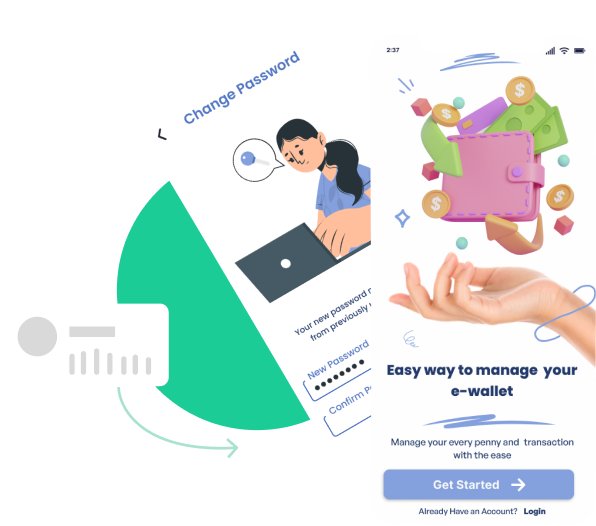 Change Password
Your new password
from previously
New Password
Confirm
2:37
Easy way to manage your
e-wallet
Manage your every penny and transaction
with the ease
Get Started
Already Have an Account? Login